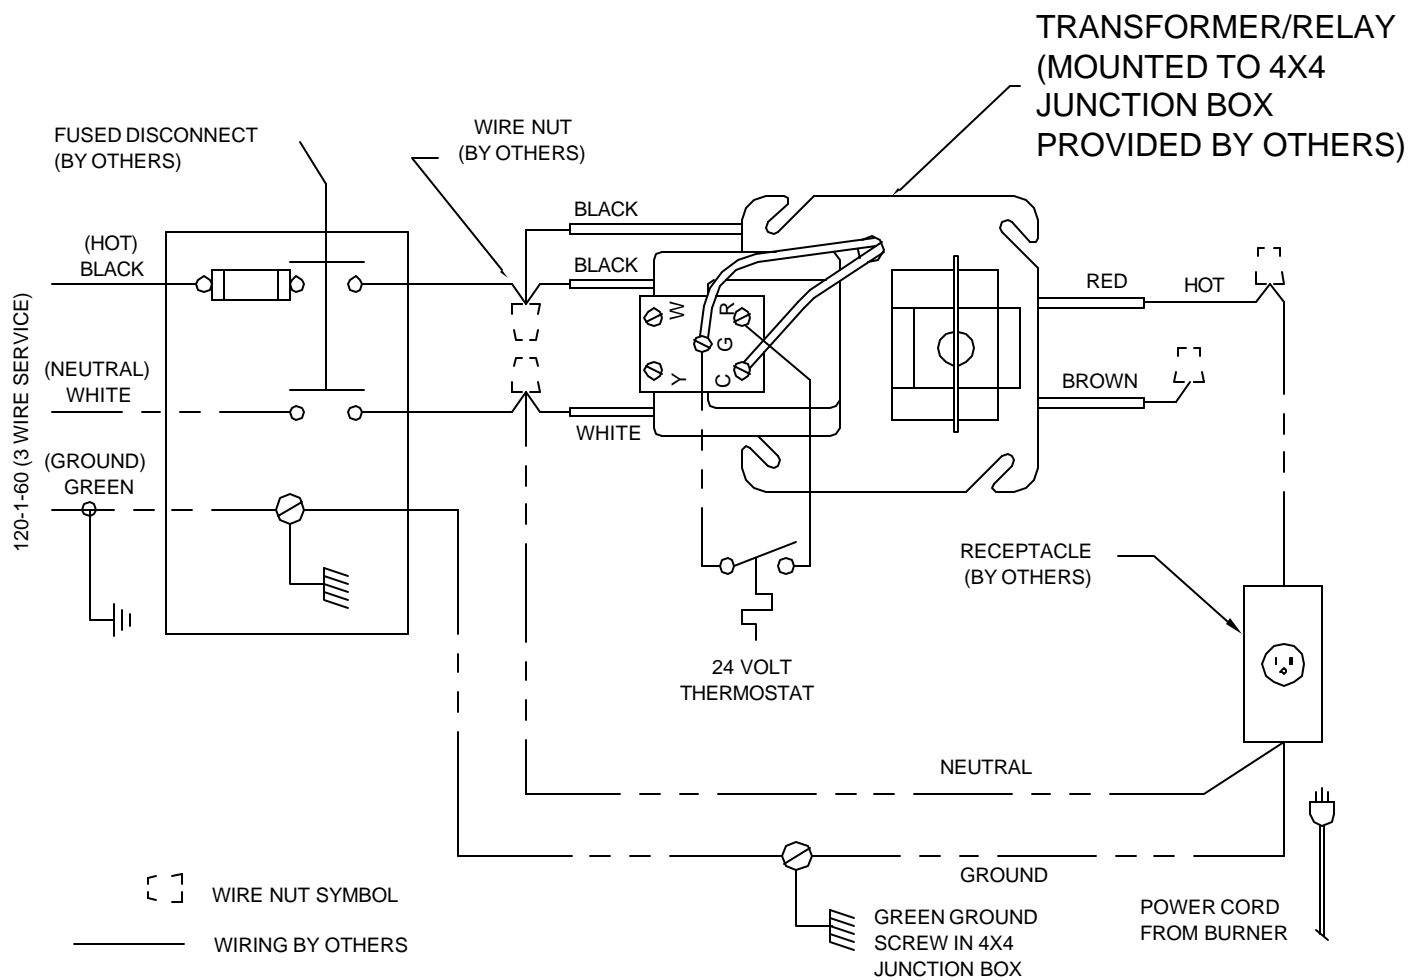 TRANSFORMER/RELAY
(MOUNTED TO 4X4
JUNCTION BOX
PROVIDED BY OTHERS)
FUSED DISCONNECT
(BY OTHERS)
WIRE NUT
(BY OTHERS)
(HOT)
BLACK
BLACK
BLACK
RED
HOT
(NEUTRAL)
WHITE
120-1-60 (3 WIRE SERVICE)
W
R
G
Y
C
BROWN
WHITE
(GROUND)
GREEN
RECEPTACLE
(BY OTHERS)
24 VOLT
THERMOSTAT
NEUTRAL
GROUND
WIRE NUT SYMBOL
WIRING BY OTHERS
GREEN GROUND
SCREW IN 4X4
JUNCTION BOX
POWER CORD
FROM BURNER